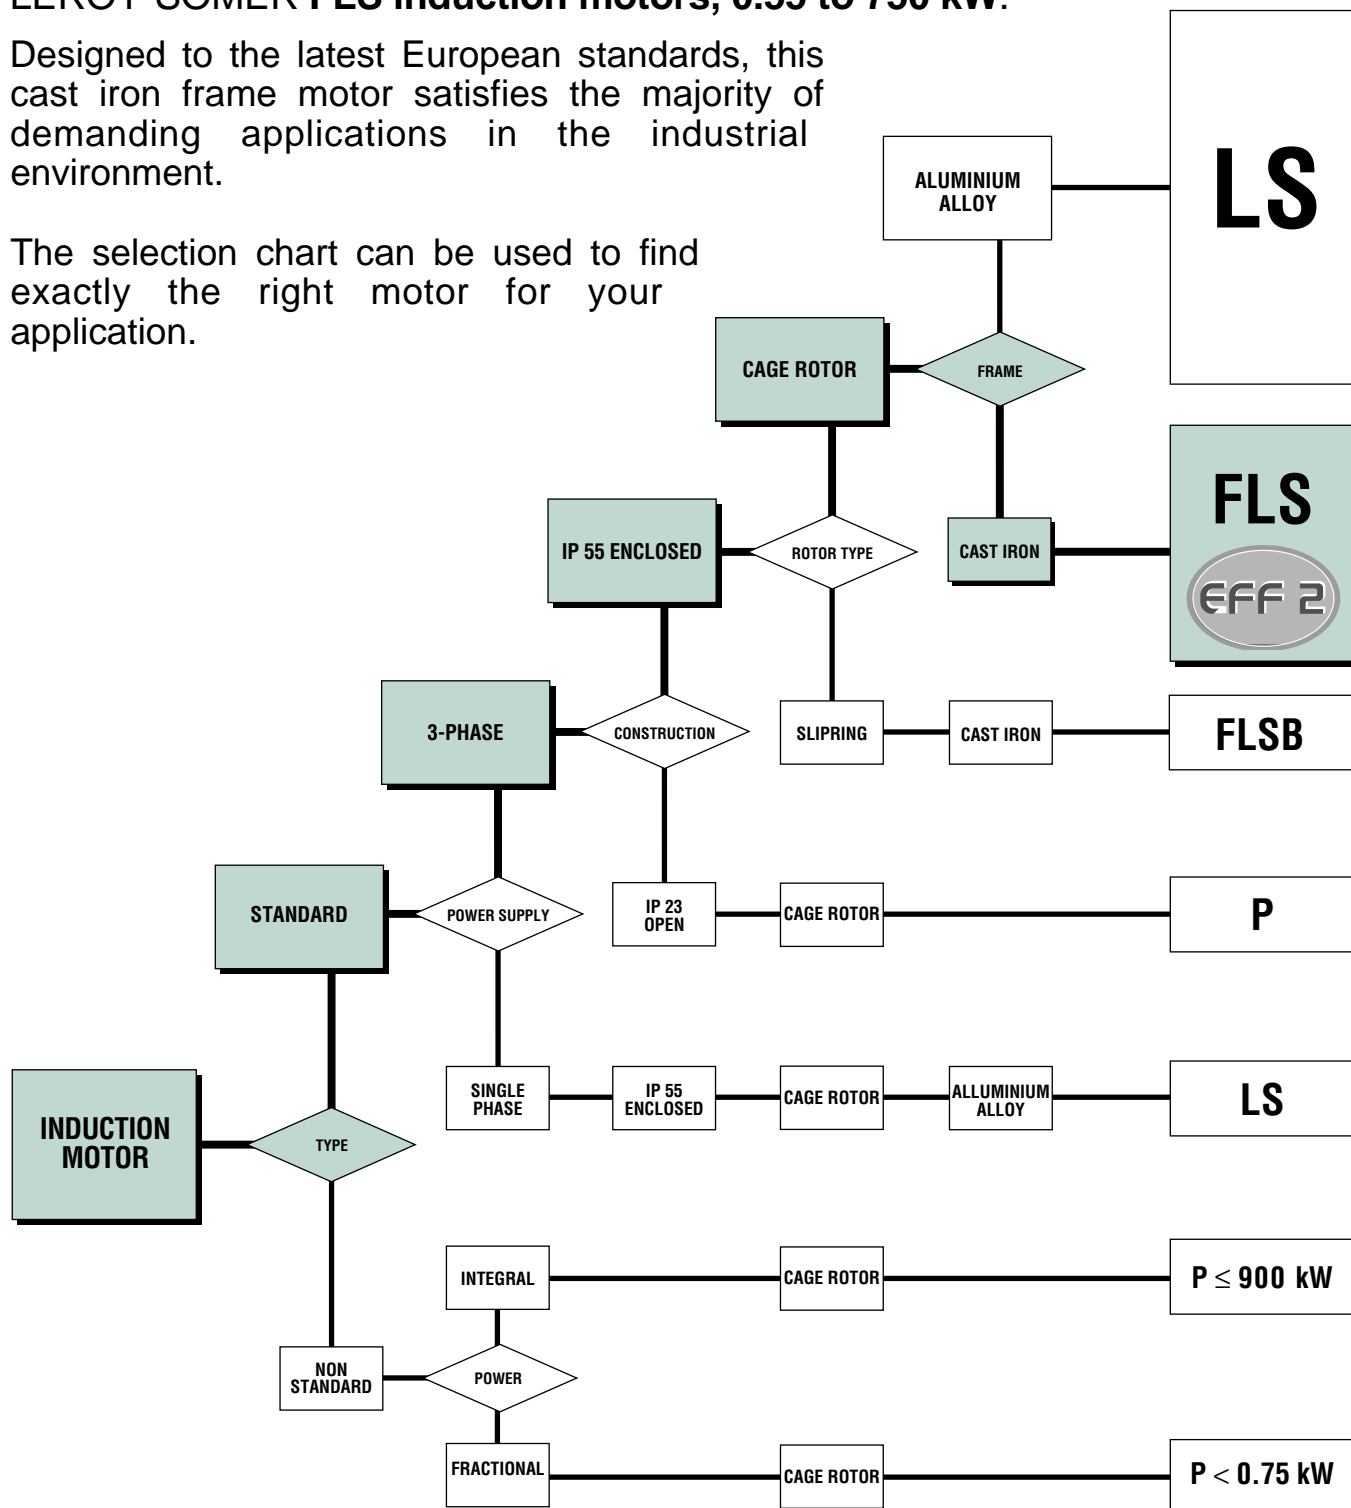 LEROY-SOMER FLS induction motors, 0.55 to 750 kW.
Designed to the latest European standards, this
cast iron frame motor satisfies the majority of
demanding applications in the industrial
environment.
The selection chart can be used to find
exactly the right motor for your
application.
ALUMINIUM
ALLOY
LS
CAGE ROTOR
FRAME
FLS
EFF 2
IP 55 ENCLOSED
ROTOR TYPE
CAST IRON
3-PHASE
CONSTRUCTION
SLIPRING
CAST IRON
FLSB
STANDARD
POWER SUPPLY
IP 23
OPEN
CAGE ROTOR
P
INDUCTION
MOTOR
TYPE
SINGLE
PHASE
IP 55
ENCLOSED
CAGE ROTOR
ALLUMINIUM
ALLOY
LS
INTEGRAL
CAGE ROTOR
P ≤ 900 kW
NON
STANDARD
POWER
FRACTIONAL
CAGE ROTOR
P < 0.75 kW